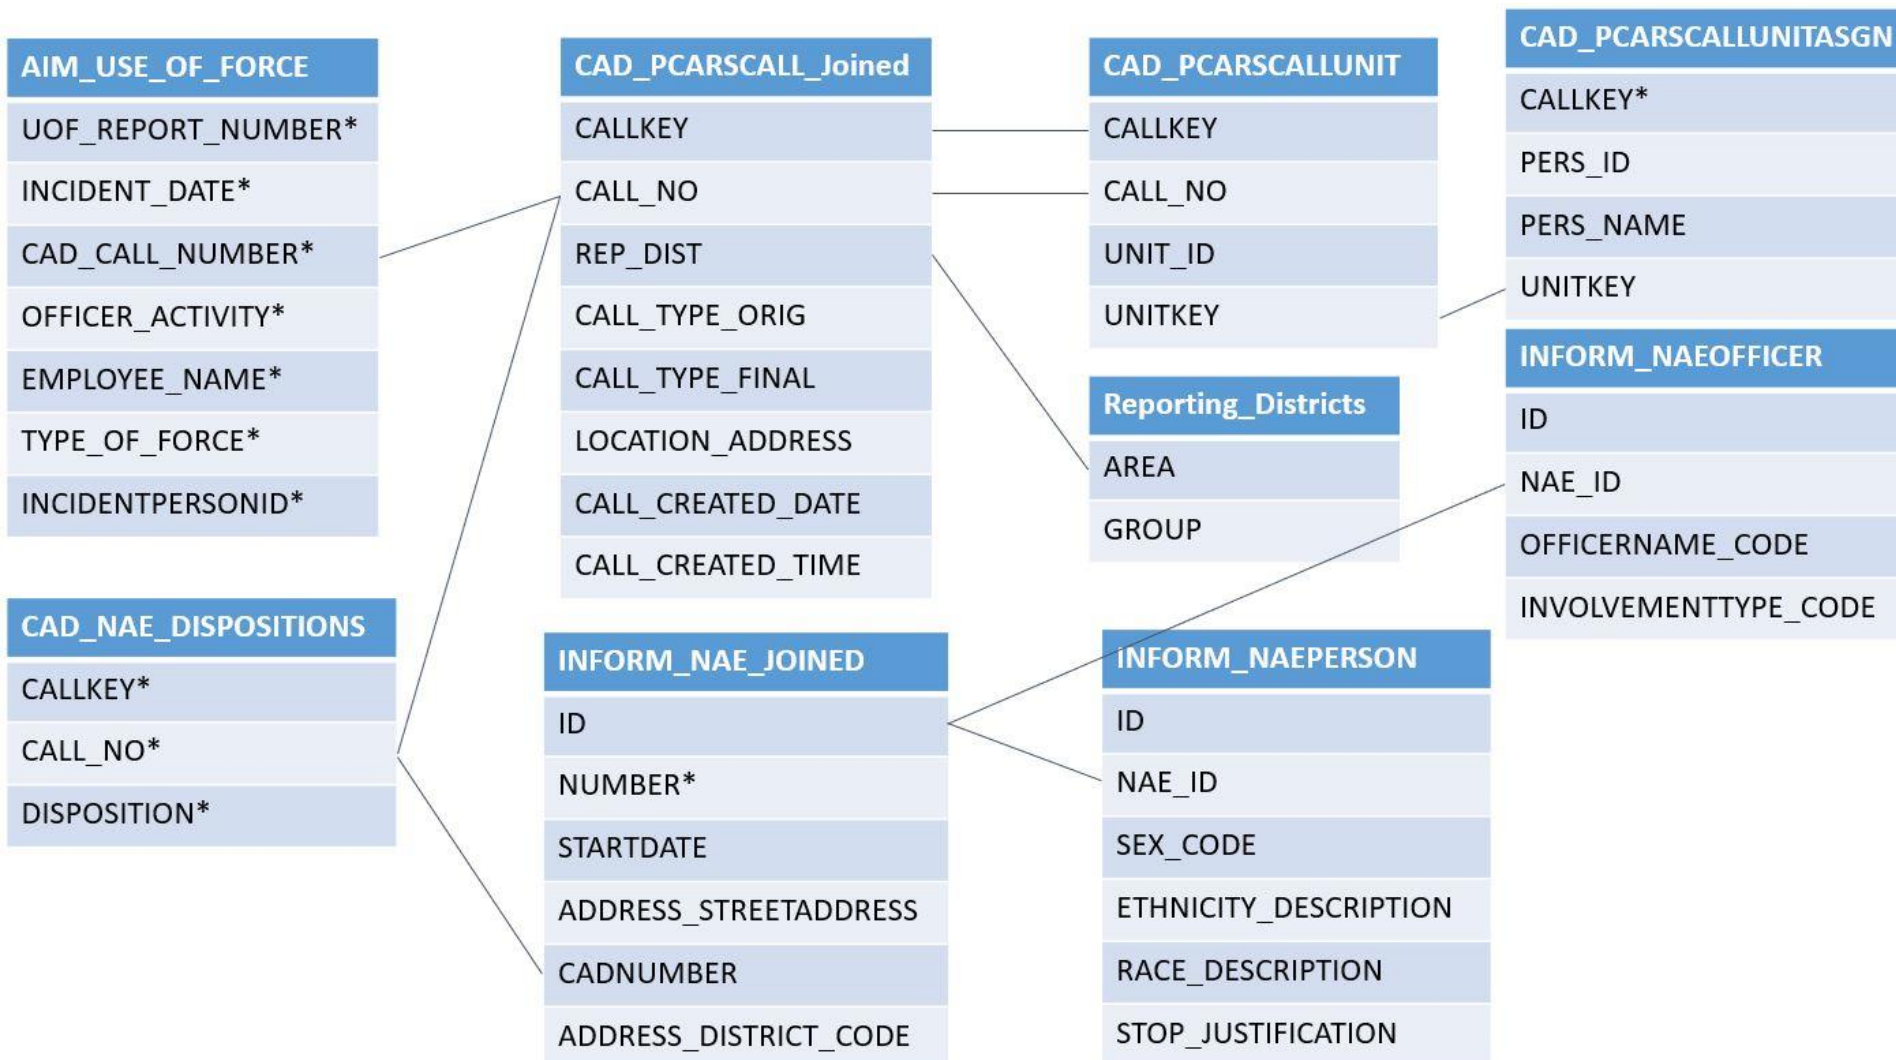 AIM_USE_OF_FORCE
UOF_REPORT_NUMBER*
INCIDENT_DATE*
CAD_CALL_NUMBER*
OFFICER_ACTIVITY*
EMPLOYEE_NAME*
TYPE_OF_FORCE*
INCIDENTPERSONID*
CAD_NAE_DISPOSITIONS
CALLKEY*
CALL_NO*
DISPOSITION*
CAD_PCARSCALL_Joined
CALLKEY
CALL_NO
REP_DIST
CALL_TYPE_ORIG
CALL_TYPE_FINAL
LOCATION_ADDRESS
CALL_CREATED_DATE
CALL_CREATED_TIME
INFORM_NAE_JOINED
ID
NUMBER*
STARTDATE
ADDRESS_STREETADDRESS
CADNUMBER
ADDRESS_DISTRICT_CODE
CAD_PCARSCALLUNIT
CALLKEY
CALL_NO
UNIT_ID
UNITKEY
Reporting_Districts
AREA
GROUP
INFORM_NAEPERSON
ID
NAE_ID
SEX_CODE
ETHNICITY_DESCRIPTION
RACE_DESCRIPTION
STOP_JUSTIFICATION
CAD_PCARSCALLUNITASGN
CALLKEY*
PERS_ID
PERS_NAME
UNITKEY
INFORM_NAEOFFICER
ID
NAE_ID
OFFICERNAME_CODE
INVOLVEMENTTYPE_CODE